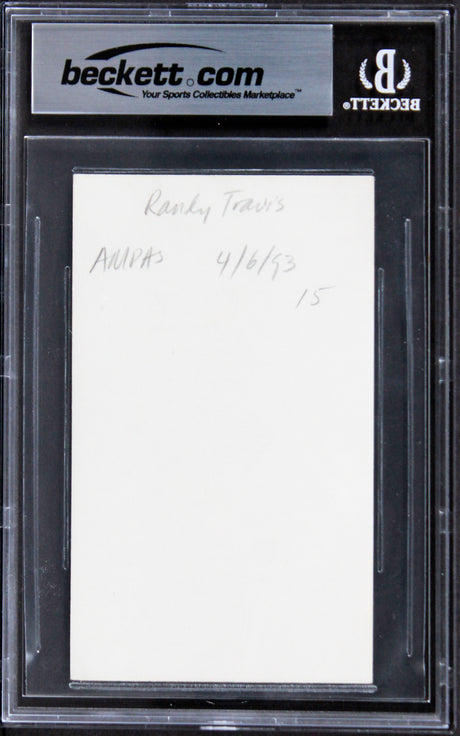 beckett.com
Your Sports Collectibles Marketplace™
B
BECKETT®
Randy Travis
AMPAS 4/6/93
15